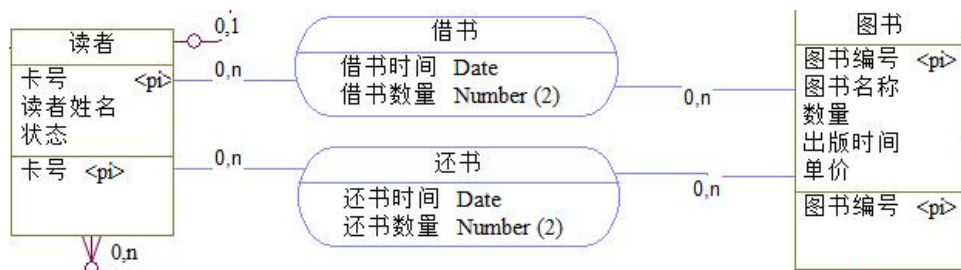 0,1
读者
卡号 <pi>
读者姓名
状态
卡号 <pi>
0,n
0,n
0,n
借书
借书时间 Date
借书数量 Number (2)
0,n
还书
还书时间 Date
还书数量 Number (2)
0,n
图书
图书编号 <pi>
图书名称
数量
出版时间
单价
图书编号 <pi>